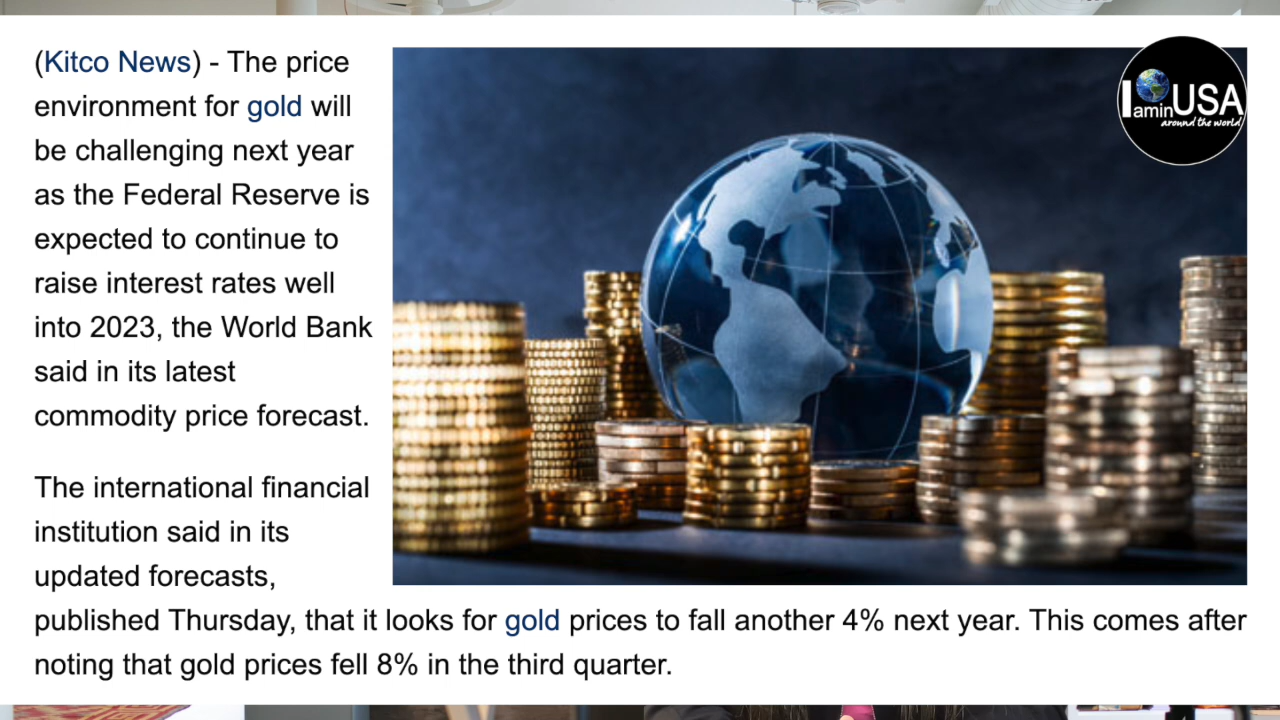 (Kitco News) - The price
environment for gold will
be challenging next year
as the Federal Reserve is
expected to continue to
raise interest rates well
into 2023, the World Bank
said in its latest
commodity price forecast.
The international financial
institution said in its
updated forecasts,
published Thursday, that it looks for gold prices to fall another 4% next year. This comes after
noting that gold prices fell 8% in the third quarter.
IaminUSA
around the world